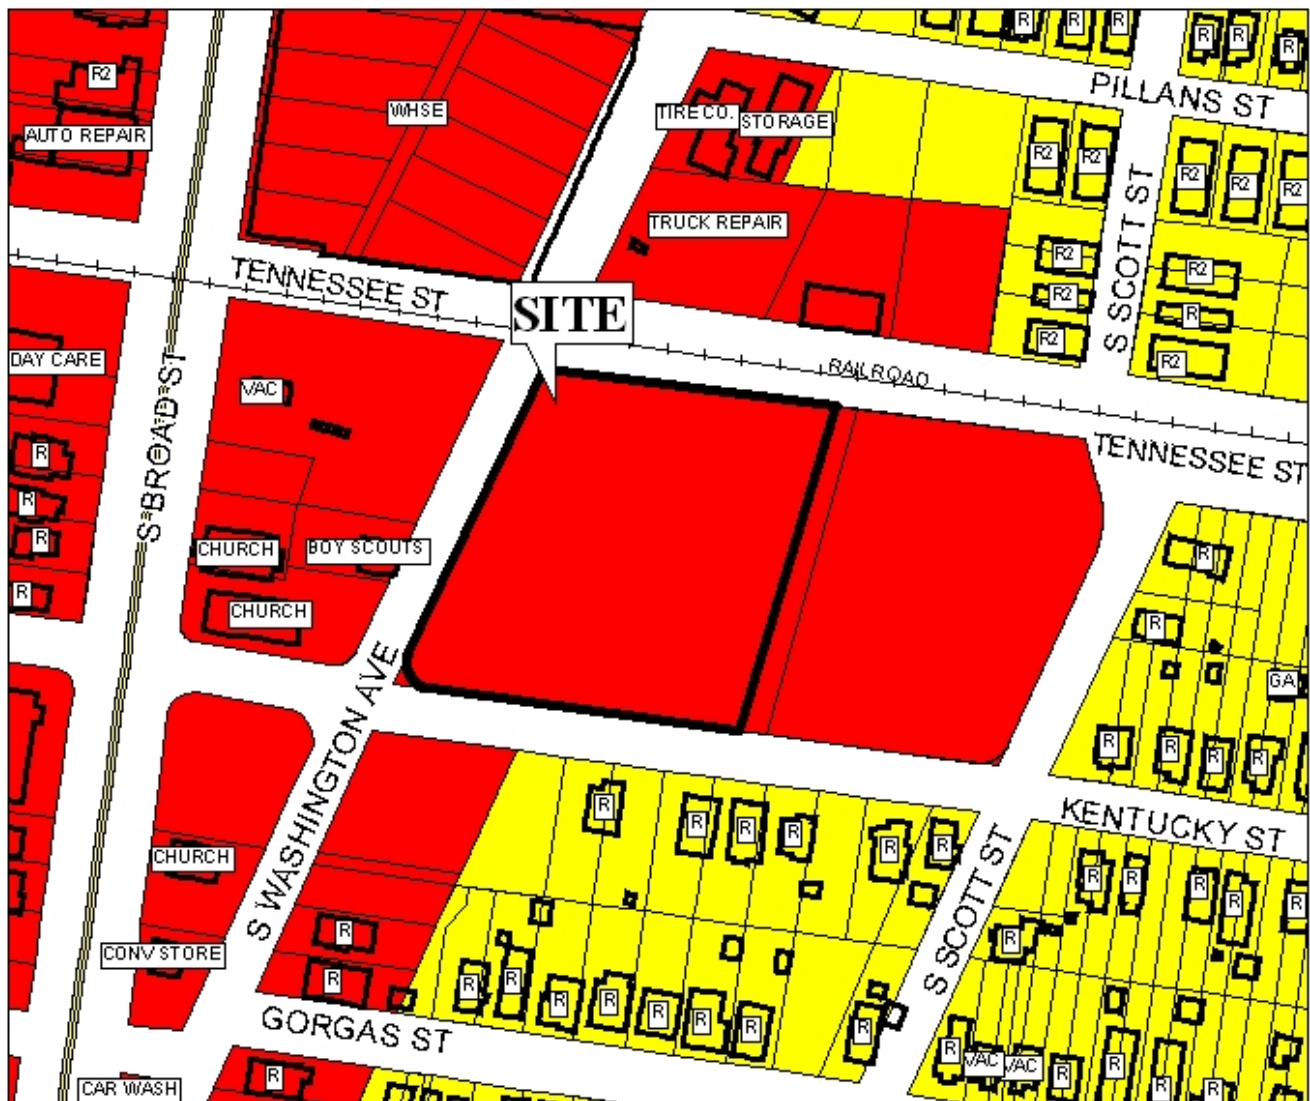 R
R
R
R
R
R
R2
PILLANS ST
WHSE
TIRE CO.
STORAGE
AUTO REPAIR
R2
R2
R2
R2
R2
TRUCK REPAIR
S SCOTT ST
R2
R2
TENNESSEE ST
R2
R
SITE
R2
R2
DAY CARE
RAILROAD
VAC
S BROAD ST
TENNESSEE ST
R
R
R
CHURCH
BOY SCOUTS
R
R
CHURCH
R
GA
S WASHINGTON AVE
R
R
R
R
R
R
R
R
R
R
KENTUCKY ST
CHURCH
S SCOTT ST
R
R
R
R
R
R
R
CONV STORE
R
R
R
R
R
R
R
R
GORGAS ST
R
R
VAC
VAC
R
R
R
R
R
CAR WASH